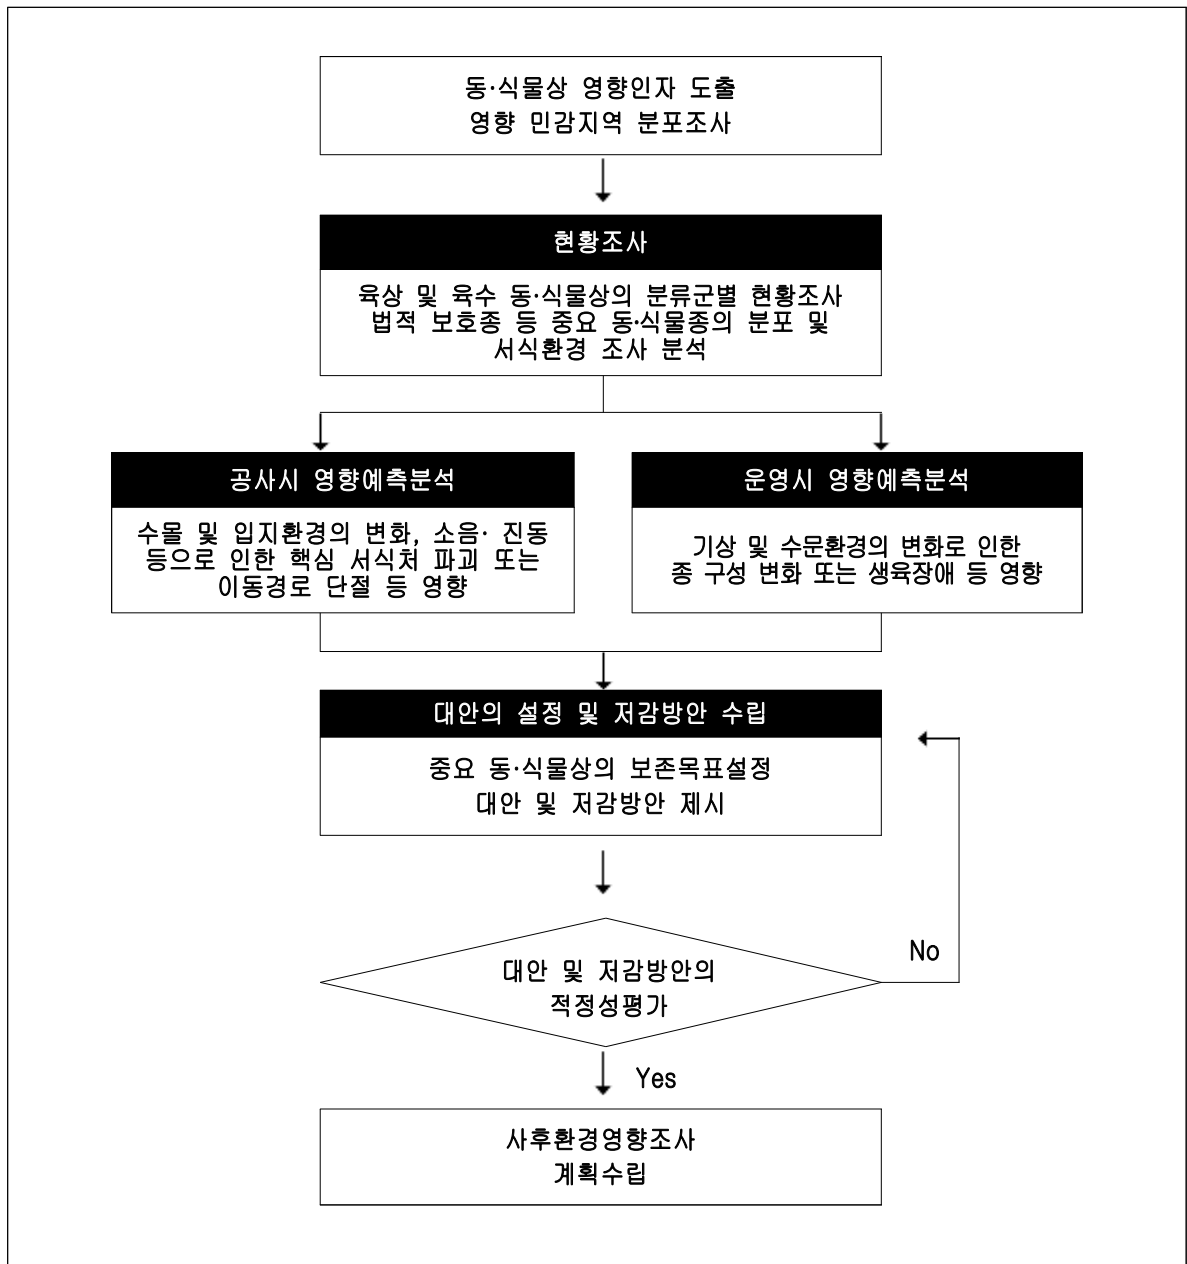 동·식물상 영향인자 도출
영향 민감지역 분포조사
현황조사
육상 및 육수 동·식물상의 분류군별 현황조사
법적 보호종 등 중요 동·식물종의 분포 및
서식환경 조사 분석
공사시 영향예측분석
수몰 및 입지환경의 변화, 소음· 진동
등으로 인한 핵심 서식처 파괴 또는
이동경로 단절 등 영향
운영시 영향예측분석
기상 및 수문환경의 변화로 인한
종 구성 변화 또는 생육장애 등 영향
대안의 설정 및 저감방안 수립
중요 동·식물상의 보존목표설정
대안 및 저감방안 제시
대안 및 저감방안의
적정성평가
No
Yes
사후환경영향조사
계획수립